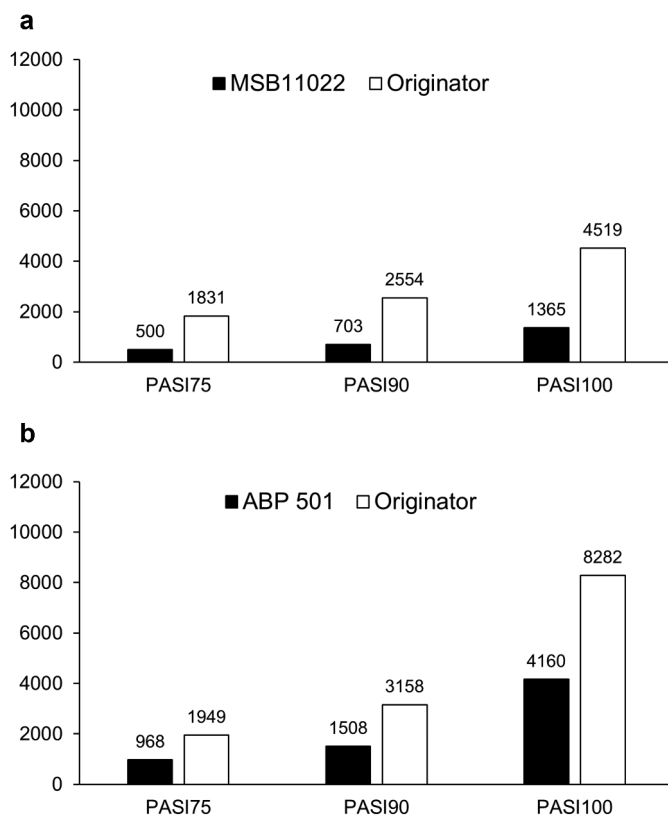 a
12000
10000
8000
6000
4000
2000
0
MSB11022 Originator
500 1831 703 2554 1365 4519
PASI75 PASI90 PASI100
b
12000
10000
8000
6000
4000
2000
0
ABP 501 Originator
968 1949 1508 3158 4160 8282
PASI75 PASI90 PASI100